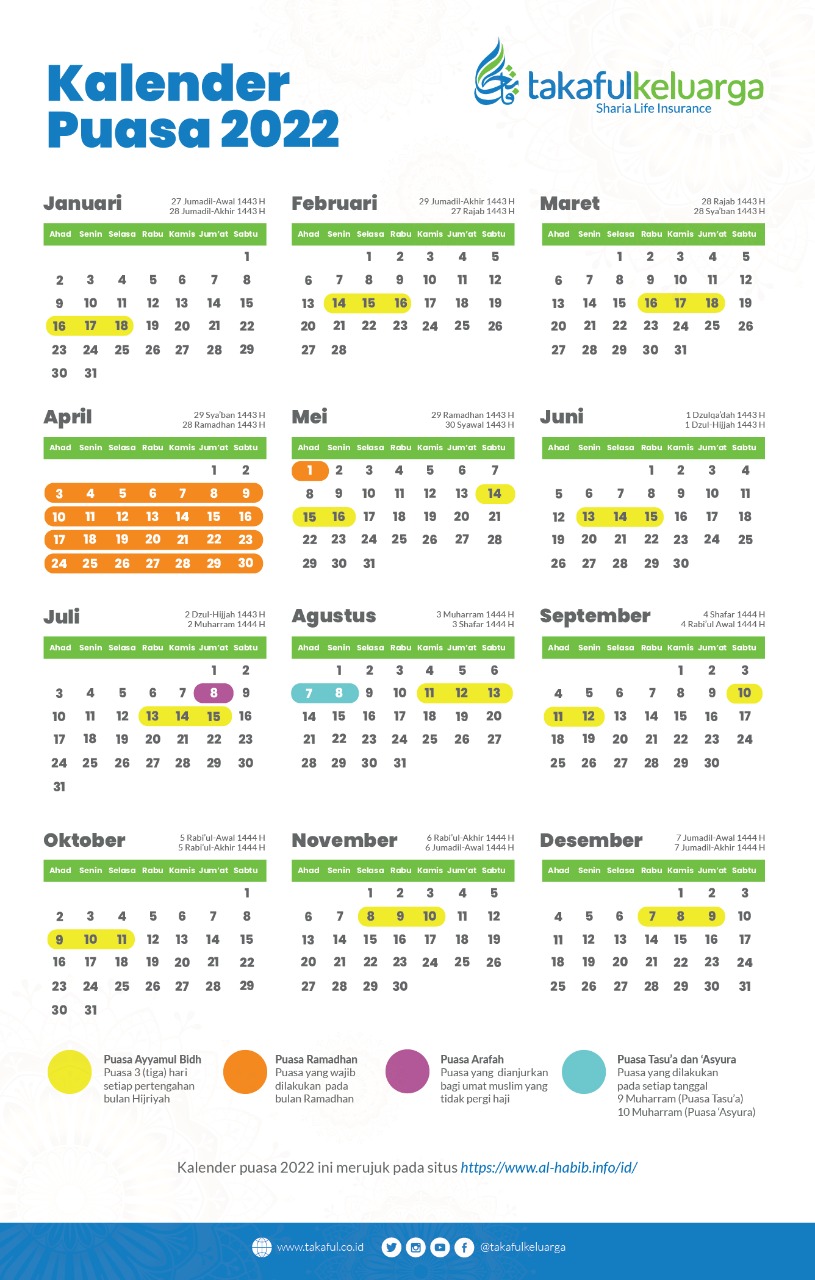 Kalender
Puasa 2022
takafulkeluarga
Sharia Life Insurance
Januari
27 Jumadil-Awal 1443 H
28 Jumadil-Akhir 1443 H
Ahad Senin Selasa Rabu Kamis Jum'at Sabtu
1
2 3 4 5 6 7 8
9 10 11 12 13 14 15
16 17 18 19 20 21 22
23 24 25 26 27 28 29
30 31
Februari
29 Jumadil-Akhir 1443 H
27 Rajab 1443 H
Ahad Senin Selasa Rabu Kamis Jum'at Sabtu
1 2 3 4 5
6 7 8 9 10 11 12
13 14 15 16 17 18 19
20 21 22 23 24 25 26
27 28
Maret
28 Rajab 1443 H
28 Sya'ban 1443 H
Ahad Senin Selasa Rabu Kamis Jum'at Sabtu
1 2 3 4 5
6 7 8 9 10 11 12
13 14 15 16 17 18 19
20 21 22 23 24 25 26
27 28 29 30 31
April
29 Sya'ban 1443 H
28 Ramadhan 1443 H
Ahad Senin Selasa Rabu Kamis Jum'at Sabtu
1 2
3 4 5 6 7 8 9
10 11 12 13 14 15 16
17 18 19 20 21 22 23
24 25 26 27 28 29 30
Mei
29 Ramadhan 1443 H
30 Syawal 1443 H
Ahad Senin Selasa Rabu Kamis Jum'at Sabtu
1 2 3 4 5 6 7
8 9 10 11 12 13 14
15 16 17 18 19 20 21
22 23 24 25 26 27 28
29 30 31
Juni
1 Dzulqa'dah 1443 H
1 Dzul-Hijjah 1443 H
Ahad Senin Selasa Rabu Kamis Jum'at Sabtu
1 2 3 4
5 6 7 8 9 10 11
12 13 14 15 16 17 18
19 20 21 22 23 24 25
26 27 28 29 30
Juli
2 Dzul-Hijjah 1443 H
2 Muharram 1444 H
Ahad Senin Selasa Rabu Kamis Jum'at Sabtu
1 2
3 4 5 6 7 8 9
10 11 12 13 14 15 16
17 18 19 20 21 22 23
24 25 26 27 28 29 30
31
Agustus
3 Muharram 1444 H
3 Shafar 1444 H
Ahad Senin Selasa Rabu Kamis Jum'at Sabtu
1 2 3 4 5 6
7 8 9 10 11 12 13
14 15 16 17 18 19 20
21 22 23 24 25 26 27
28 29 30 31
September
4 Shafar 1444 H
4 Rabi'ul Awal 1444 H
Ahad Senin Selasa Rabu Kamis Jum'at Sabtu
1 2 3
4 5 6 7 8 9 10
11 12 13 14 15 16 17
18 19 20 21 22 23 24
25 26 27 28 29 30
Oktober
5 Rabi'ul-Awal 1444 H
5 Rabi'ul-Akhir 1444 H
Ahad Senin Selasa Rabu Kamis Jum'at Sabtu
1
2 3 4 5 6 7 8
9 10 11 12 13 14 15
16 17 18 19 20 21 22
23 24 25 26 27 28 29
30 31
November
6 Rabi'ul-Akhir 1444 H
6 Jumadil-Awal 1444 H
Ahad Senin Selasa Rabu Kamis Jum'at Sabtu
1 2 3 4 5
6 7 8 9 10 11 12
13 14 15 16 17 18 19
20 21 22 23 24 25 26
27 28 29 30
Desember
7 Jumadil-Awal 1444 H
7 Jumadil-Akhir 1444 H
Ahad Senin Selasa Rabu Kamis Jum'at Sabtu
1 2 3
4 5 6 7 8 9 10
11 12 13 14 15 16 17
18 19 20 21 22 23 24
25 26 27 28 29 30 31
Puasa Ayyamul Bidh
Puasa 3 (tiga) hari
setiap pertengahan
bulan Hijriyah
Puasa Ramadhan
Puasa yang wajib
dilakukan pada
bulan Ramadhan
Puasa Arafah
Puasa yang dianjurkan
bagi umat muslim yang
tidak pergi haji
Puasa Tasu'a dan 'Asyura
Puasa yang dilakukan
pada setiap tanggal
9 Muharram (Puasa Tasu'a)
10 Muharram (Puasa 'Asyura)
Kalender puasa 2022 ini merujuk pada situs https://www.al-habib.info/id/
www.takaful.co.id @takafulkeluarga